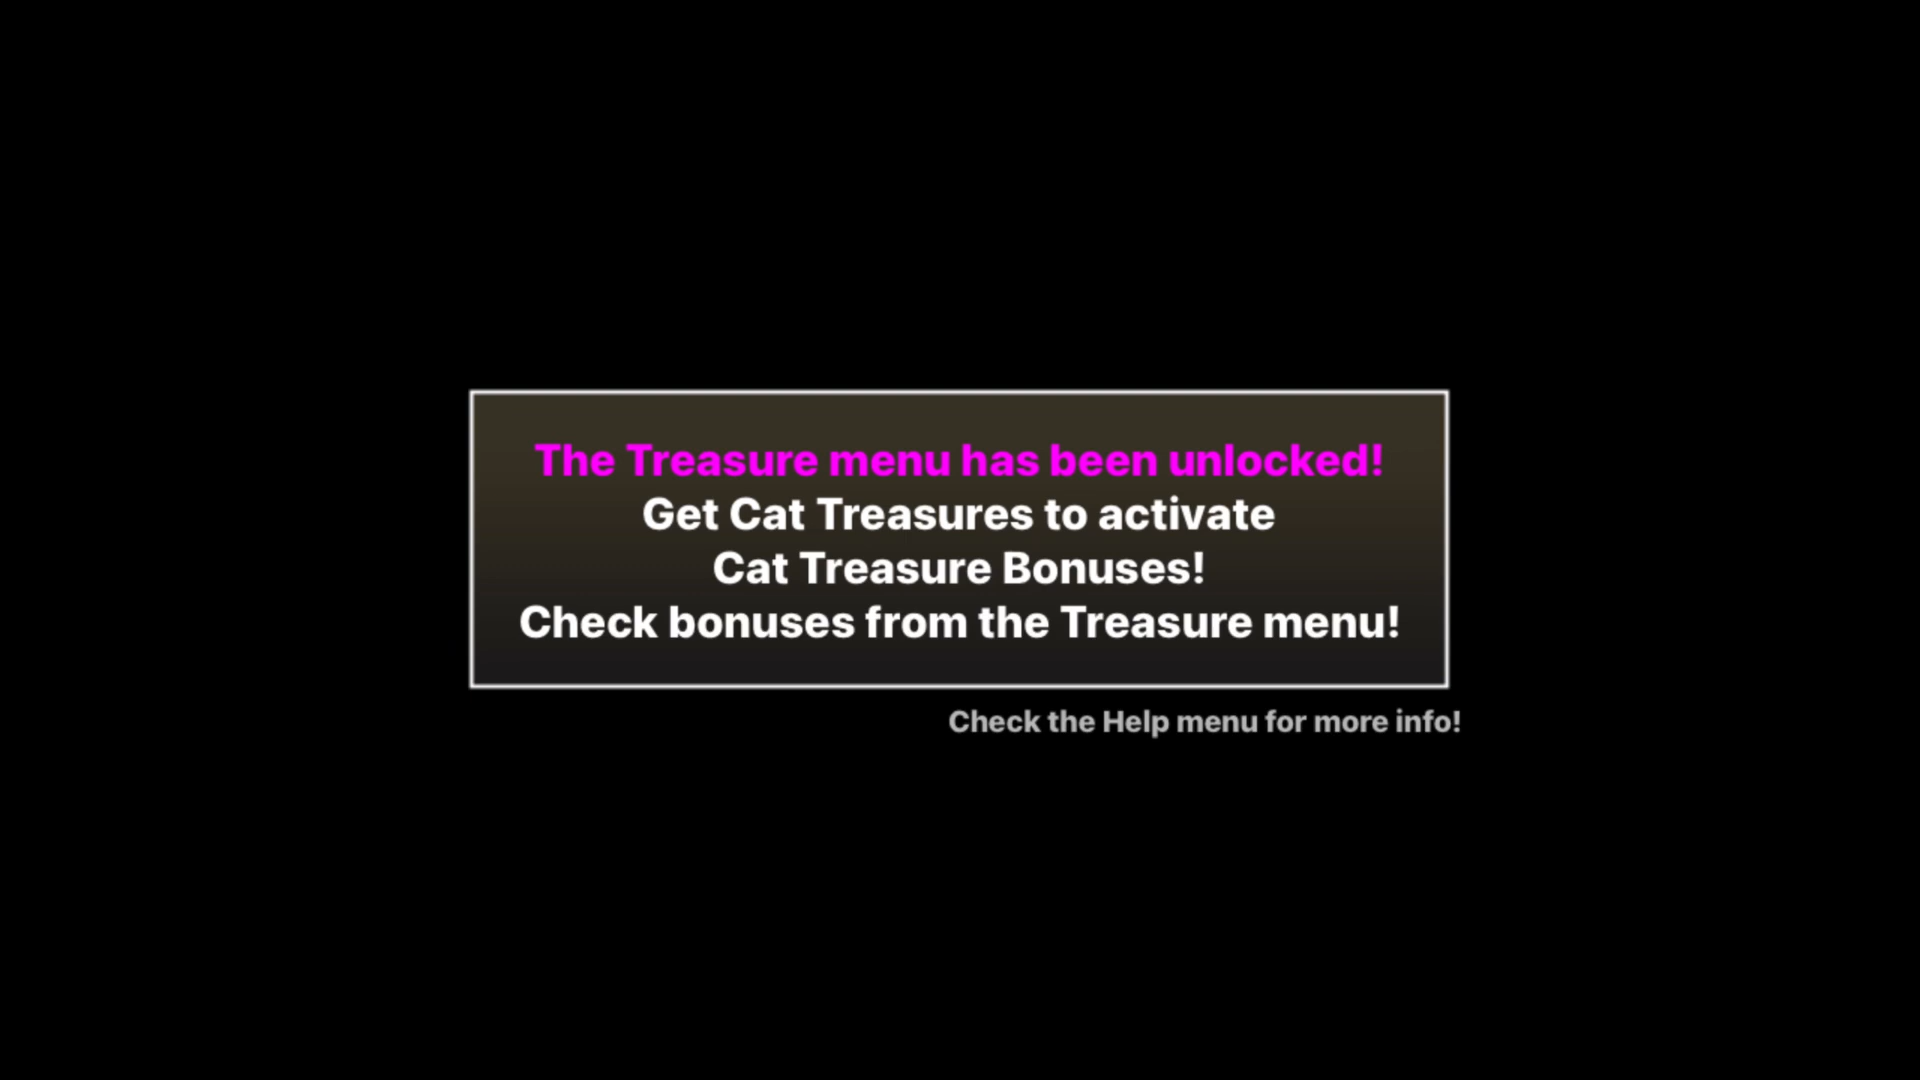 The Treasure menu has been unlocked!
Get Cat Treasures to activate
Cat Treasure Bonuses!
Check bonuses from the Treasure menu!
Check the Help menu for more info!